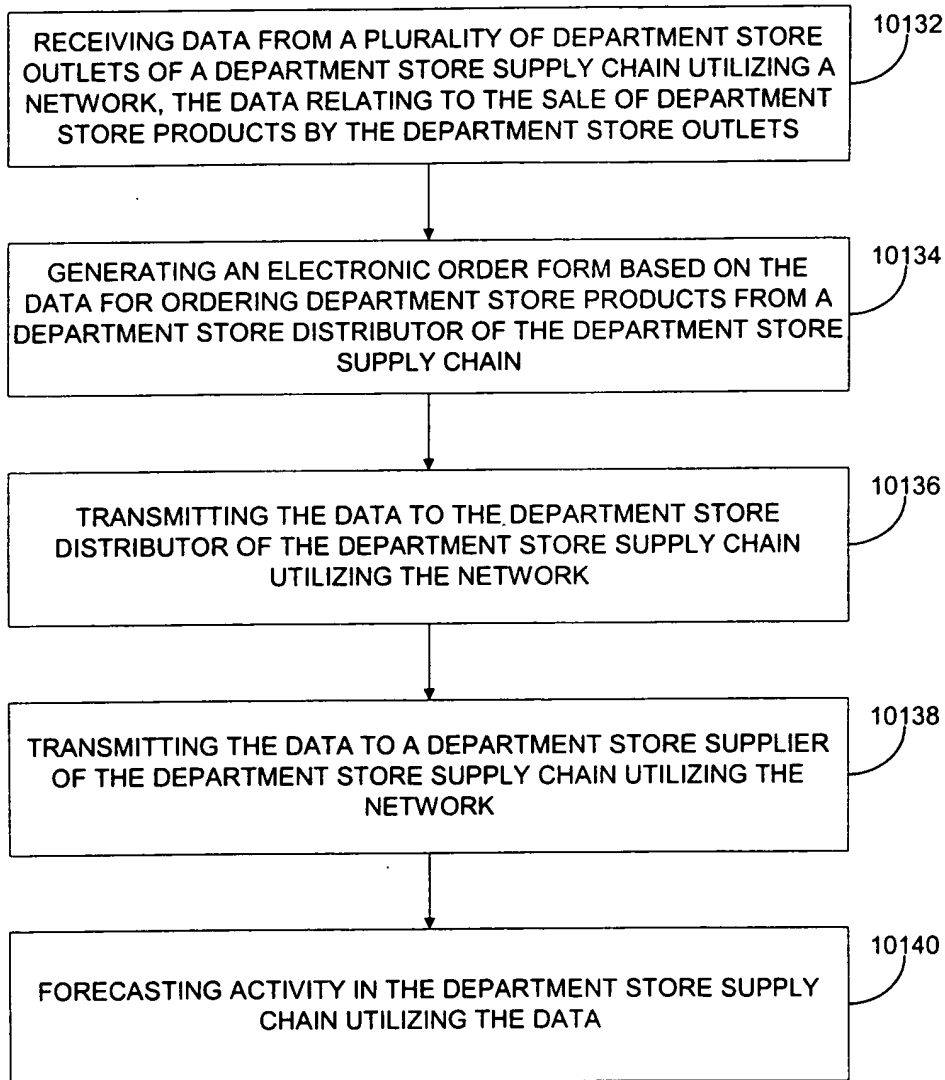 RECEIVING DATA FROM A PLURALITY OF DEPARTMENT STORE
OUTLETS OF A DEPARTMENT STORE SUPPLY CHAIN UTILIZING A
NETWORK, THE DATA RELATING TO THE SALE OF DEPARTMENT
STORE PRODUCTS BY THE DEPARTMENT STORE OUTLETS
10132
GENERATING AN ELECTRONIC ORDER FORM BASED ON THE
DATA FOR ORDERING DEPARTMENT STORE PRODUCTS FROM A
DEPARTMENT STORE DISTRIBUTOR OF THE DEPARTMENT STORE
SUPPLY CHAIN
10134
TRANSMITTING THE DATA TO THE DEPARTMENT STORE
DISTRIBUTOR OF THE DEPARTMENT STORE SUPPLY CHAIN
UTILIZING THE NETWORK
10136
TRANSMITTING THE DATA TO A DEPARTMENT STORE SUPPLIER
OF THE DEPARTMENT STORE SUPPLY CHAIN UTILIZING THE
NETWORK
10138
FORECASTING ACTIVITY IN THE DEPARTMENT STORE SUPPLY
CHAIN UTILIZING THE DATA
10140